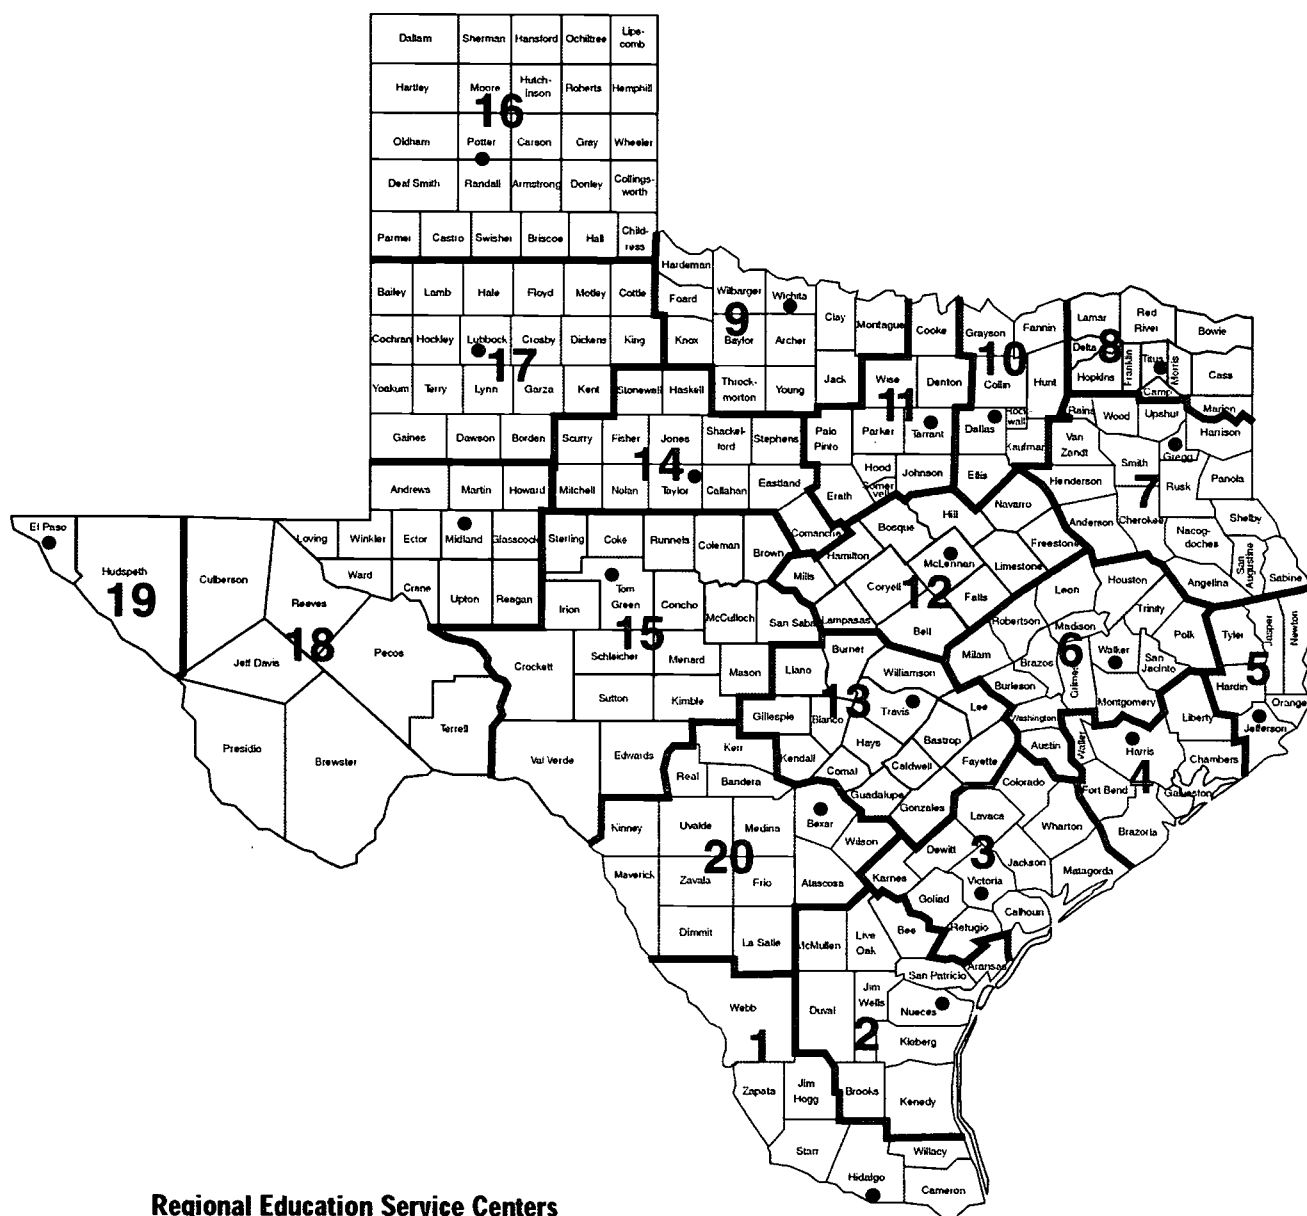 Dallam Sherman Hansford Ochiltree Lips-
comb
Hartley Moore Hutch-
inson Roberts Hemphill
16
Oldham Potter Carson Gray Wheeler
Deaf Smith Randall Armstrong Donley Collings-
worth
Parmer Castro Swisher Briscoe Hall Child-
ress
Hardeman
Bailey Lamb Hale Floyd Motley Cottle Foard Wilbarger Wichita Clay Montague Cooke Grayson Fannin Lamar Red
River Bowie
9 10 8
Cochran Hockley Lubbock Crosby Dickens King Knox Baylor Archer Delta Titus Morris
17
Yoakum Terry Lynn Garza Kent Stonewall Haskell Throck-
morton Young Jack Wise Denton Collin Hunt Hopkins Franklin Camp Cass
11
Gaines Dawson Borden Scurry Fisher Jones Shackel-
ford Stephens Palo
Pinto Parker Tarrant Dallas Rock-
wall Kaufman Rains Wood Upshur Marion
Harrison
Van
Zandt Smith Gregg
14
Andrews Martin Howard Mitchell Nolan Taylor Callahan Eastland Erath Hood Somer-
vell Johnson Ellis Henderson Rusk Panola
7
El Paso Hudspeth Culberson Loving Winkler Ector Midland Glasscock Sterling Coke Runnels Coleman Brown Comanche Bosque Hill Navarro Anderson Cherokee Nacog-
doches Shelby
Hamilton Freestone San
Augustine
19
Ward Crane Upton Reagan Irion Tom
Green Concho McCulloch Mills Coryell McLennan Limestone Leon Houston Angelina Sabine
12
Reeves San Saba Lampasas Falls Robertson Madison Trinity Newton
18 15
Jeff Davis Pecos Crockett Schleicher Menard Mason Llano Burnet Bell Milam Brazos Grimes Walker San
Jacinto Polk Tyler Jasper
6 5
Presidio Brewster Terrell Sutton Kimble Gillespie Blanco Williamson Burleson Montgomery Hardin Orange
13
Travis Lee Washington Liberty Jefferson
Val Verde Edwards Kerr Kendall Hays Bastrop Austin Waller Harris Chambers
Real Bandera Comal Caldwell Fayette Colorado Fort Bend Galveston
4
Kinney Uvalde Medina Bexar Guadalupe Gonzales Lavaca Wharton Brazoria
20
Wilson Dewitt Jackson Matagorda
3
Maverick Zavala Frio Atascosa Karnes Goliad Victoria Calhoun
Dimmit La Salle McMullen Live
Oak Bee Refugio
San Patricio Aransas
Webb Duval Jim
Wells Nueces
1 2
Kleberg
Zapata Jim
Hogg Brooks Kenedy
Starr Hidalgo Willacy
Cameron
Regional Education Service Centers